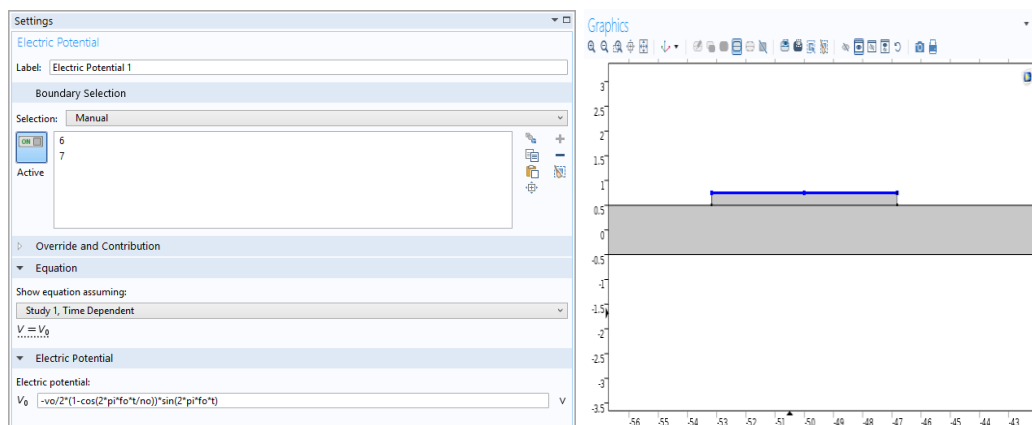 Settings
Electric Potential
Label: Electric Potential 1
Boundary Selection
Selection: Manual
ON
6
7
Active
Override and Contribution
Equation
Show equation assuming:
Study 1, Time Dependent
V = V₀
Electric Potential
Electric potential:
V₀ -vo/2*(1-cos(2*pi*fo*t/no))*sin(2*pi*fo*t) V
Graphics
3
2.5
2
1.5
1
0.5
0
-0.5
-1
-1.5
-2
-2.5
-3
-3.5
-56 -55 -54 -53 -52 -51 -50 -49 -48 -47 -46 -45 -44 -43